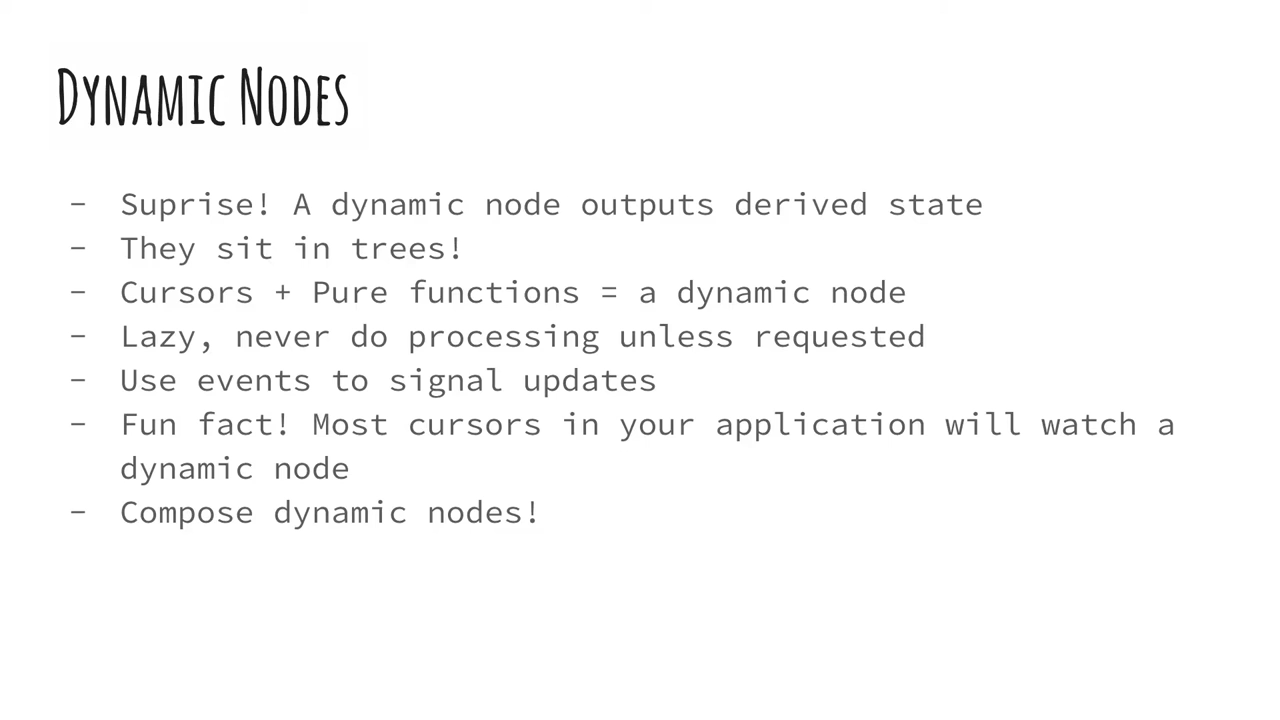 Dynamic Nodes
- Suprise! A dynamic node outputs derived state
- They sit in trees!
- Cursors + Pure functions = a dynamic node
- Lazy, never do processing unless requested
- Use events to signal updates
- Fun fact! Most cursors in your application will watch a
dynamic node
- Compose dynamic nodes!